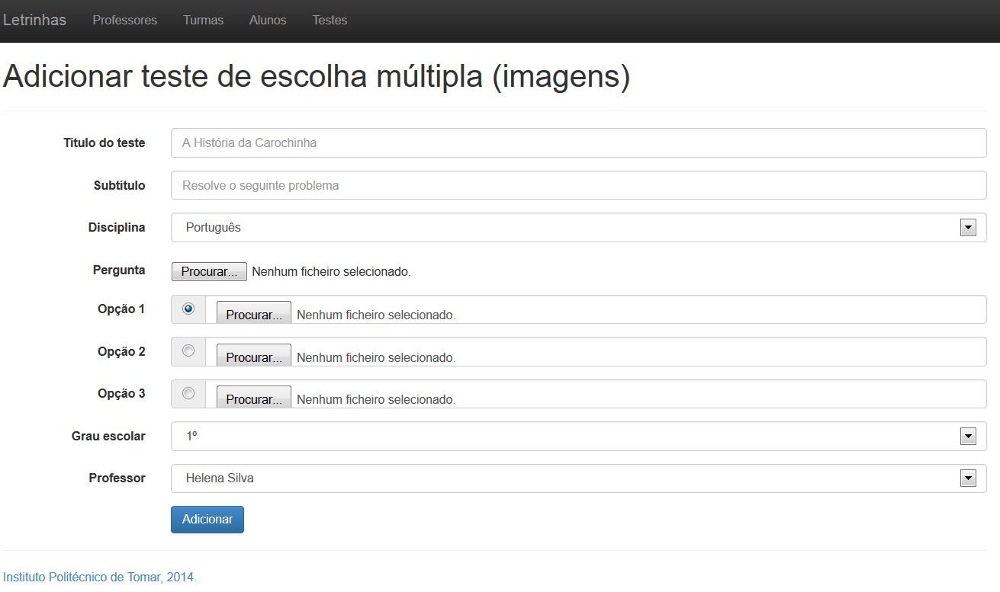 Letrinhas Professores Turmas Alunos Testes
Adicionar teste de escolha múltipla (imagens)
Título do teste A História da Carochinha
Subtítulo Resolve o seguinte problema
Disciplina Português
Pergunta Procurar... Nenhum ficheiro selecionado.
Opção 1 Procurar... Nenhum ficheiro selecionado.
Opção 2 Procurar... Nenhum ficheiro selecionado.
Opção 3 Procurar... Nenhum ficheiro selecionado.
Grau escolar 1º
Professor Helena Silva
Adicionar
Instituto Politécnico de Tomar, 2014.